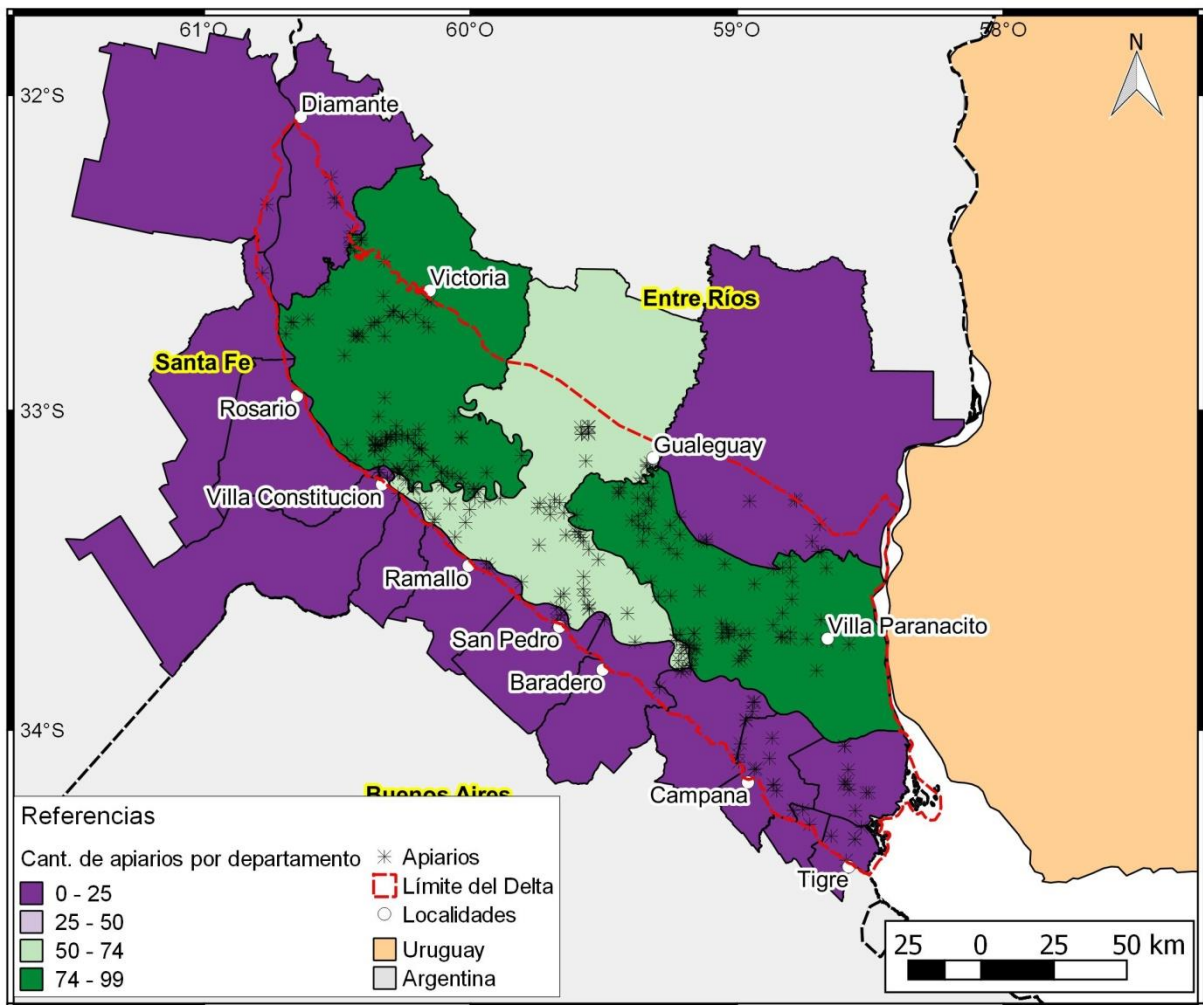 61°O 60°O 59°O 58°O
N
32°S
Diamante
Victoria
Entre Ríos
Santa Fe
33°S
Rosario
Gualeguay
Villa Constitucion
Ramallo
San Pedro
Villa Paranacito
Baradero
34°S
Campana
Buenos Aires
Tigre
Referencias
Cant. de apiarios por departamento
0 - 25
25 - 50
50 - 74
74 - 99
Apiarios
Límite del Delta
Localidades
Uruguay
Argentina
25 0 25 50 km